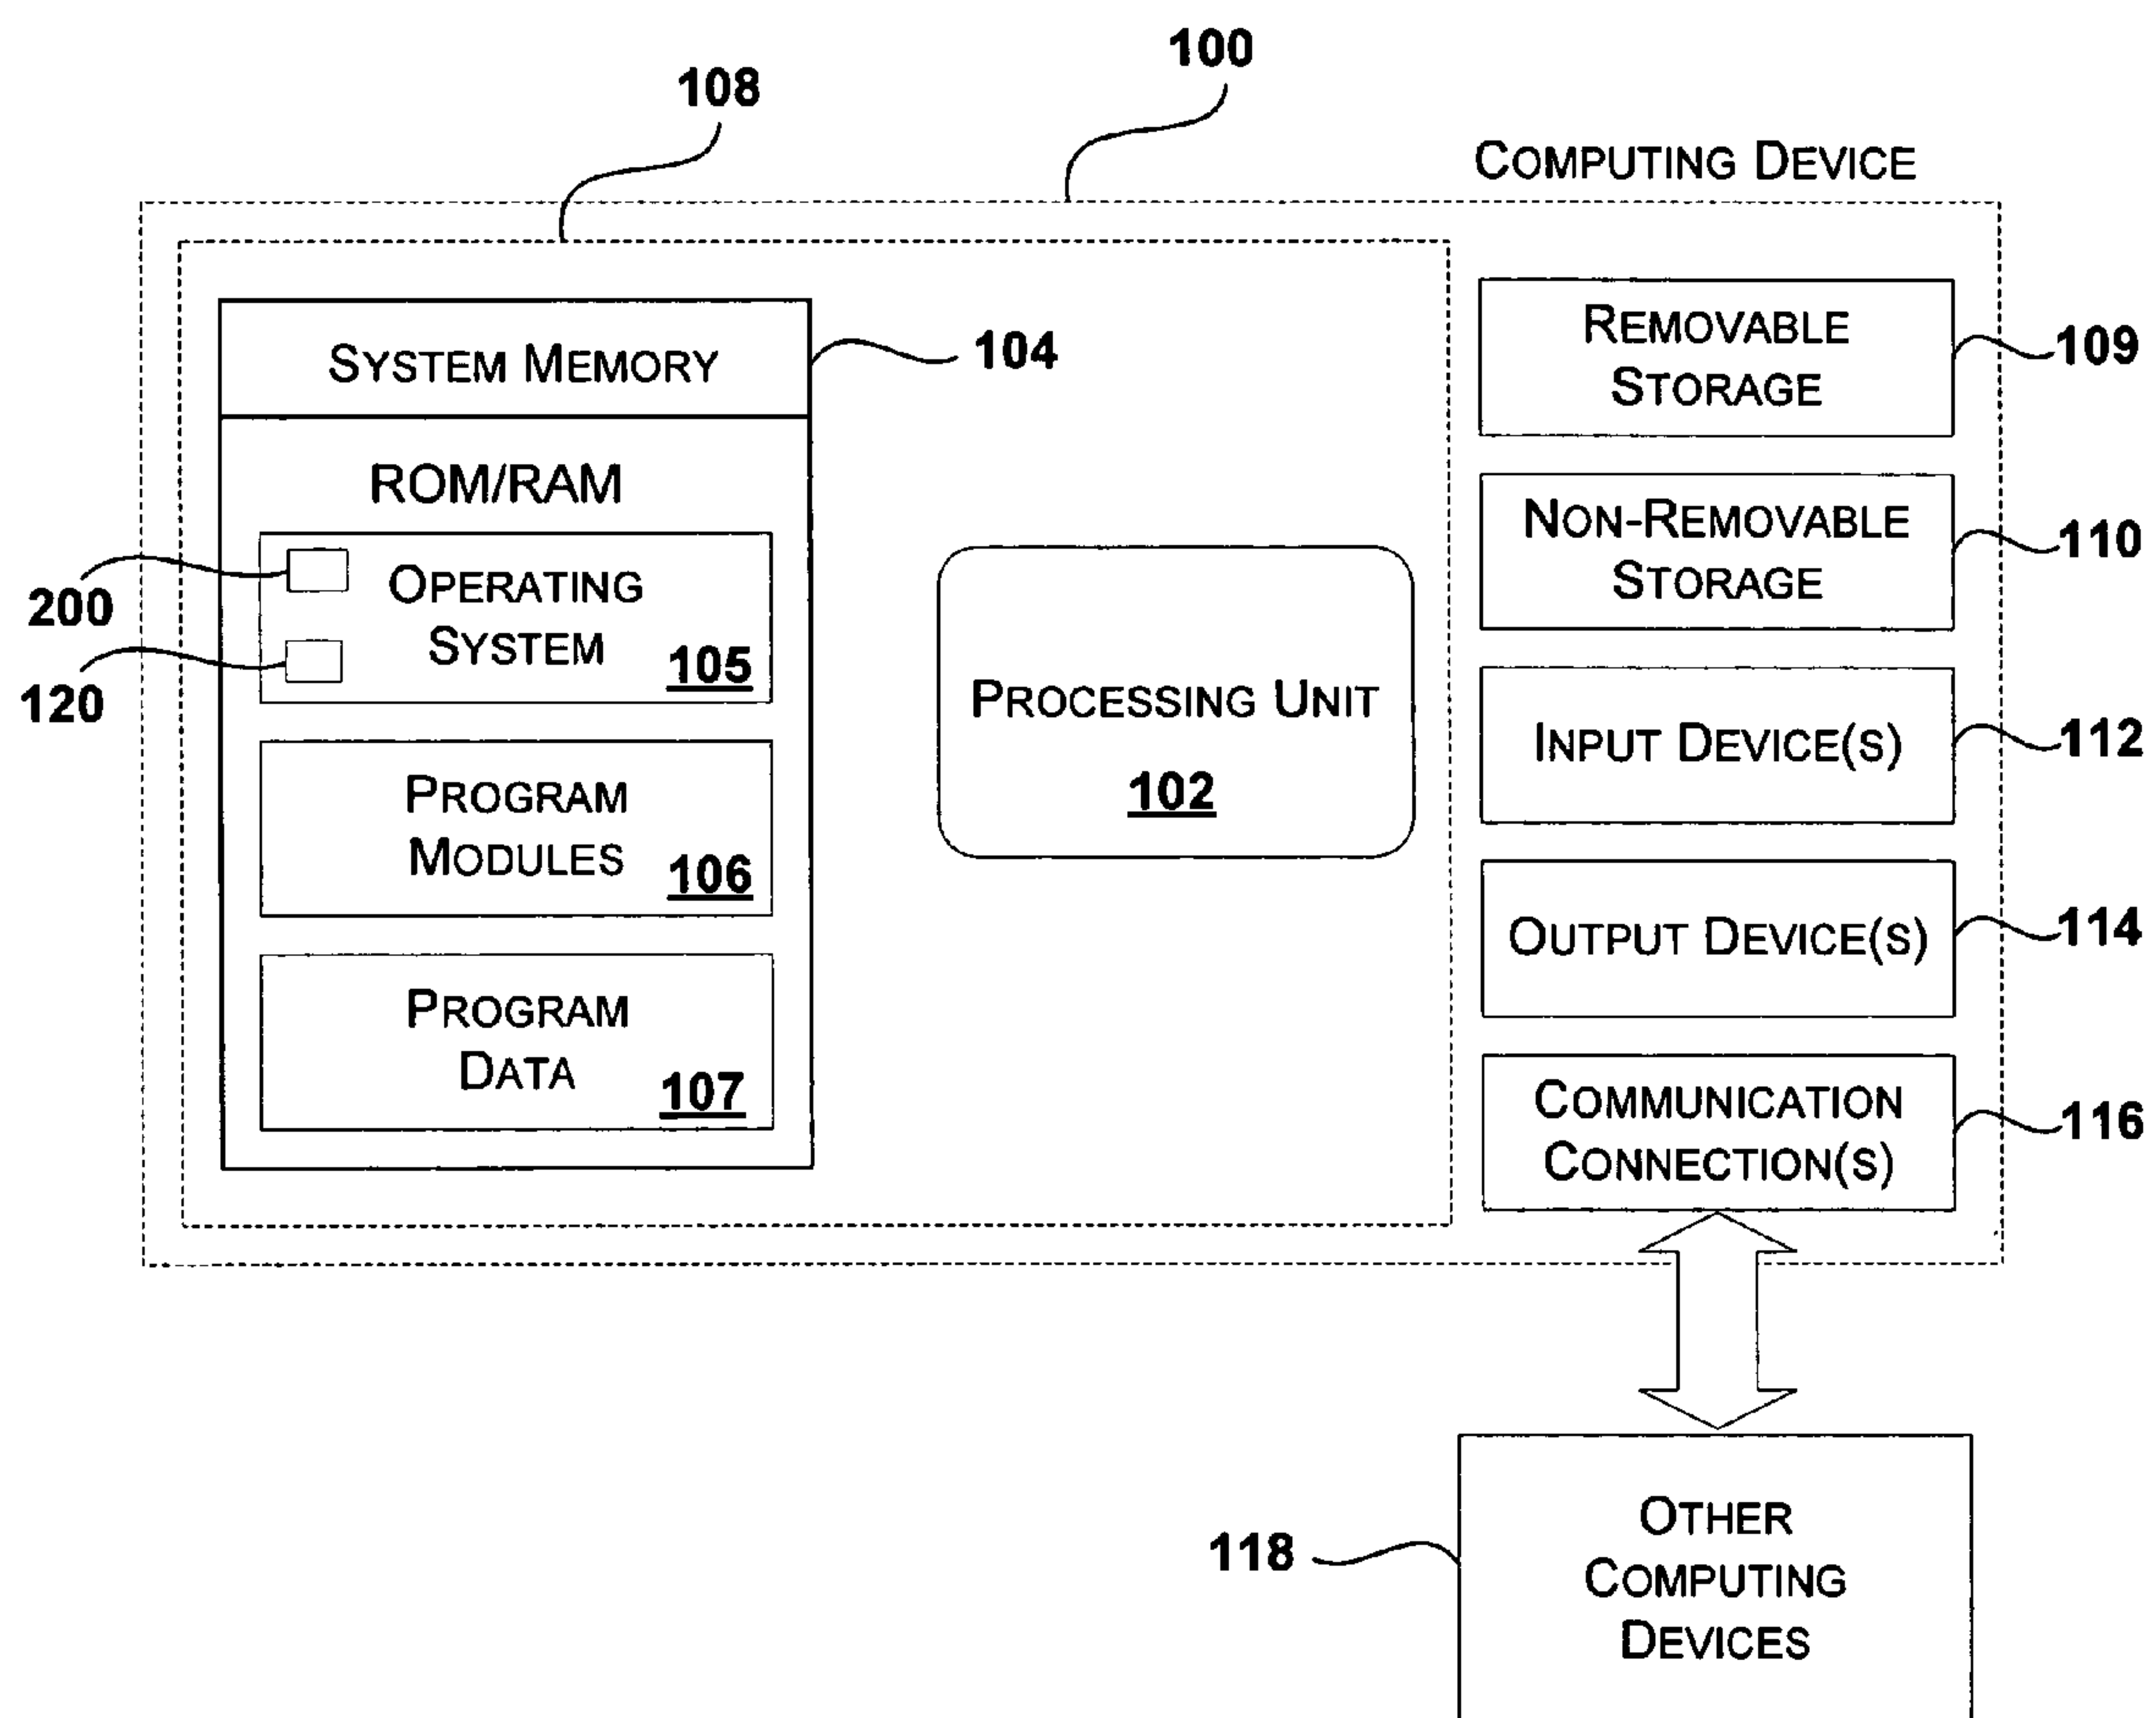 100
108
COMPUTING DEVICE
SYSTEM MEMORY
104
ROM/RAM
OPERATING
SYSTEM
105
200
120
PROGRAM
MODULES
106
PROGRAM
DATA
107
PROCESSING UNIT
102
REMOVABLE
STORAGE
109
NON-REMOVABLE
STORAGE
110
INPUT DEVICE(S)
112
OUTPUT DEVICE(S)
114
COMMUNICATION
CONNECTION(S)
116
118
OTHER
COMPUTING
DEVICES